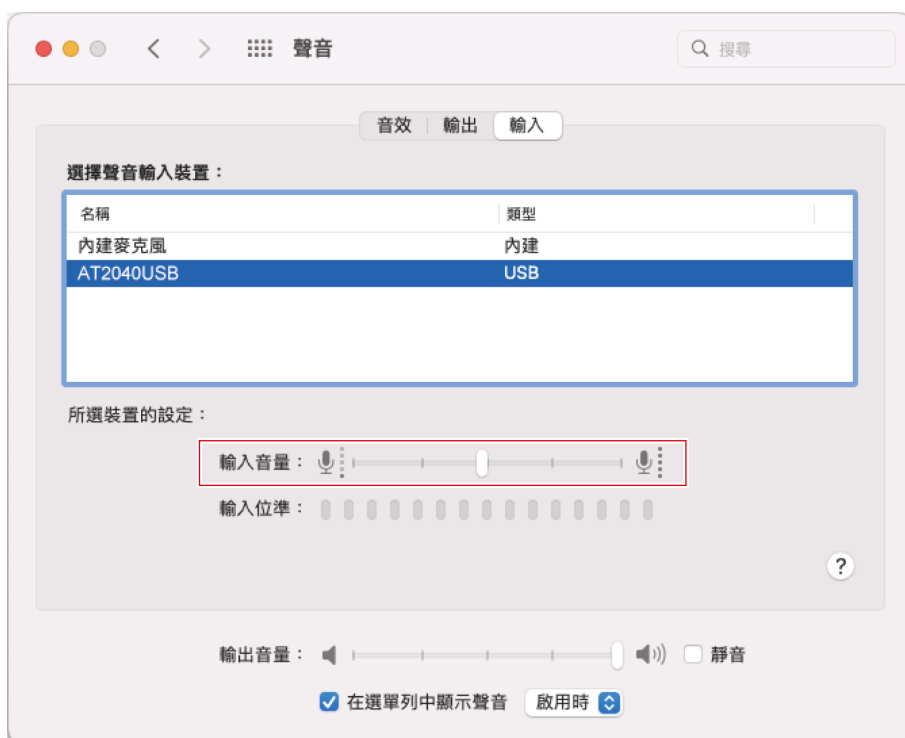 聲音
搜尋
音效 輸出 輸入
選擇聲音輸入裝置：
名稱 類型
內建麥克風 內建
AT2040USB USB
所選裝置的設定：
輸入音量：
輸入位準：
?
輸出音量： 靜音
在選單列中顯示聲音 啟用時